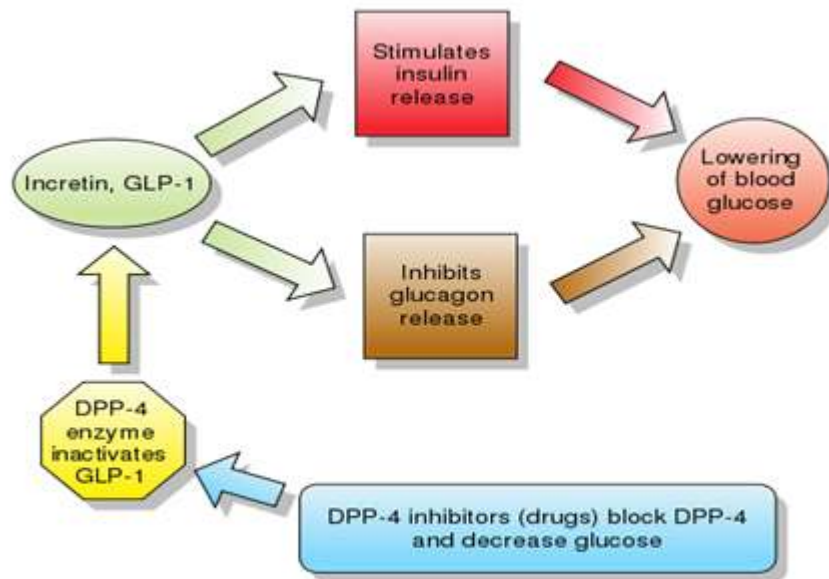 Stimulates
insulin
release
Incretin, GLP-1
Lowering
of blood
glucose
Inhibits
glucagon
release
DPP-4
enzyme
inactivates
GLP-1
DPP-4 inhibitors (drugs) block DPP-4
and decrease glucose